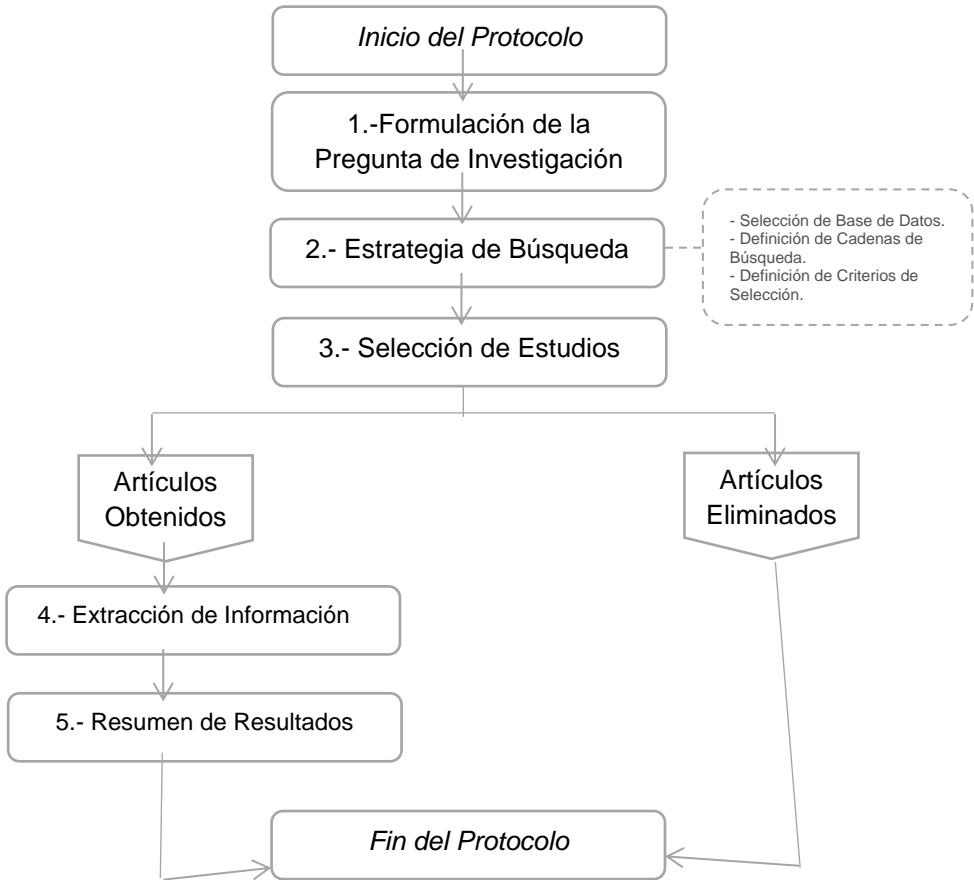 Inicio del Protocolo
1.-Formulación de la
Pregunta de Investigación
2.- Estrategia de Búsqueda
- Selección de Base de Datos.
- Definición de Cadenas de
Búsqueda.
- Definición de Criterios de
Selección.
3.- Selección de Estudios
Artículos
Obtenidos
Artículos
Eliminados
4.- Extracción de Información
5.- Resumen de Resultados
Fin del Protocolo